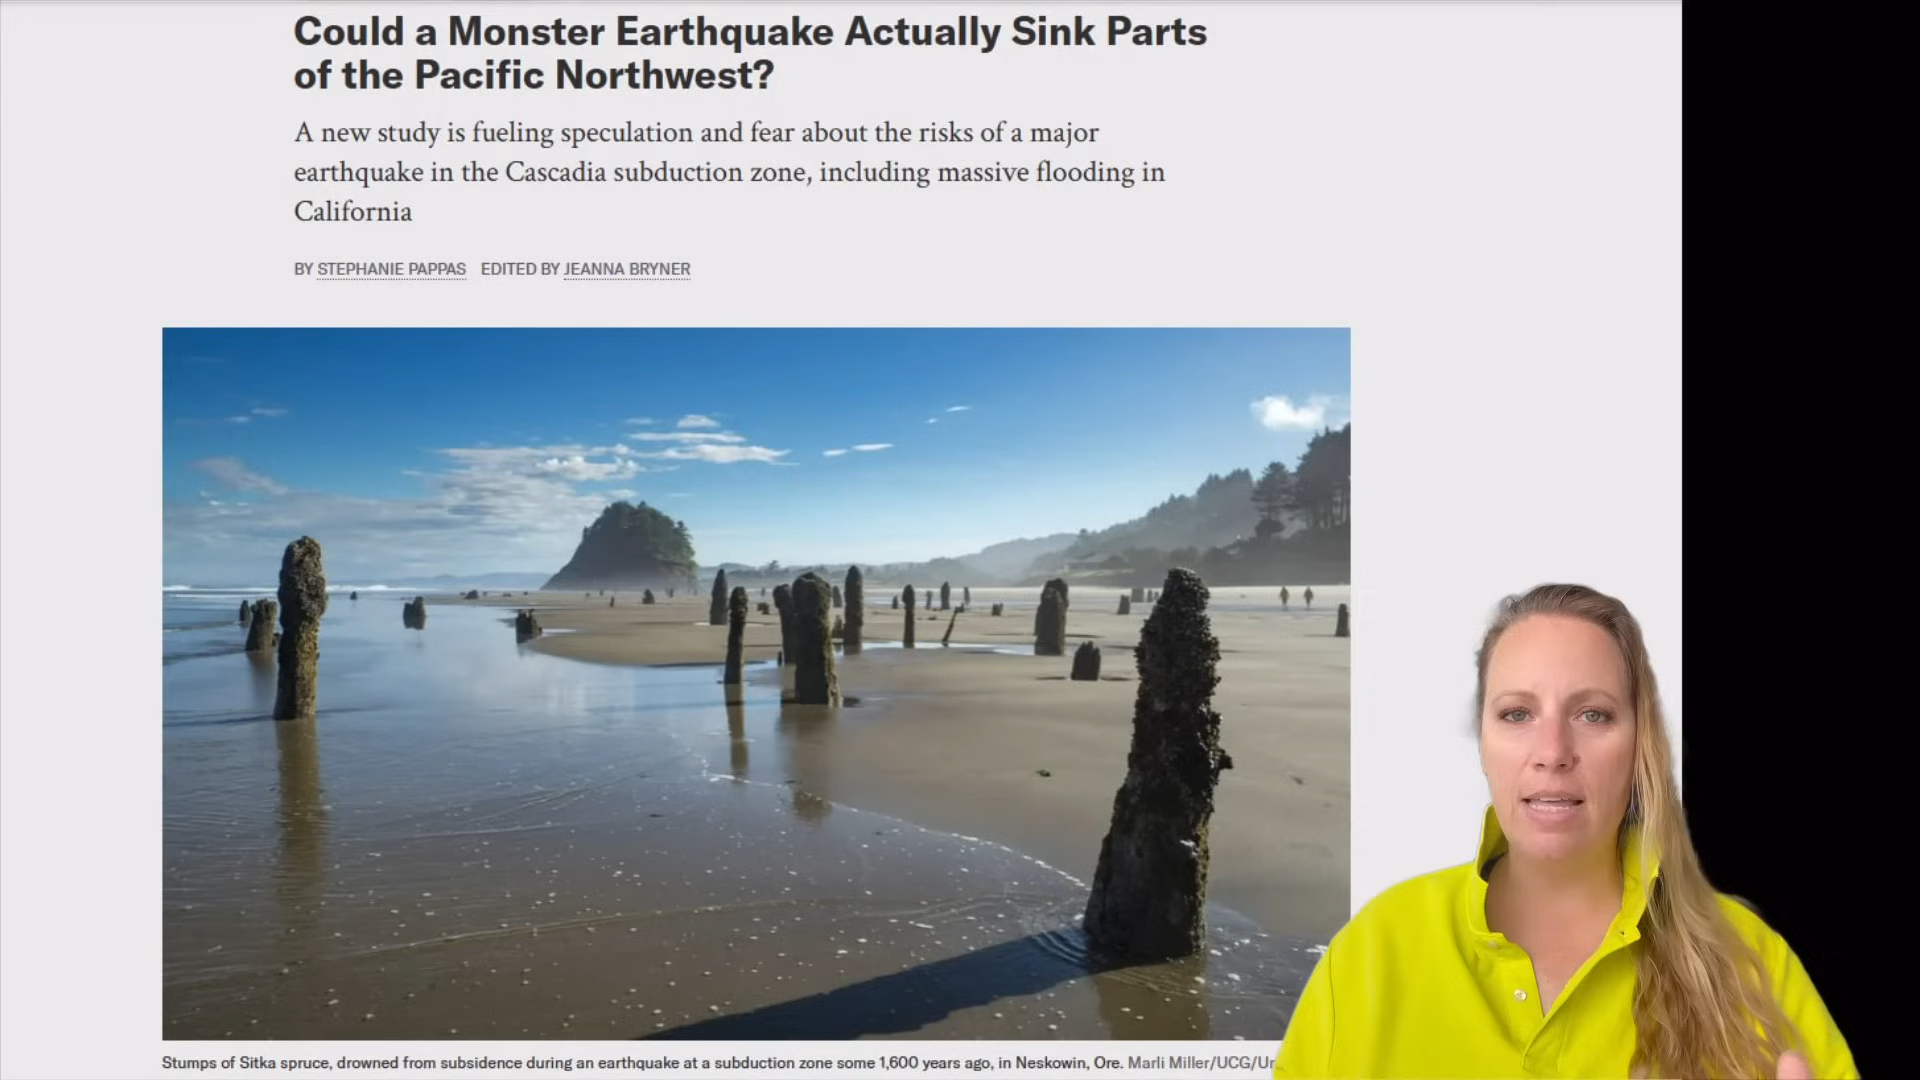 Could a Monster Earthquake Actually Sink Parts
of the Pacific Northwest?
A new study is fueling speculation and fear about the risks of a major
earthquake in the Cascadia subduction zone, including massive flooding in
California
BY STEPHANIE PAPPAS EDITED BY JEANNA BRYNER
Stumps of Sitka spruce, drowned from subsidence during an earthquake at a subduction zone some 1,600 years ago, in Neskowin, Ore. Marli Miller/UCG/